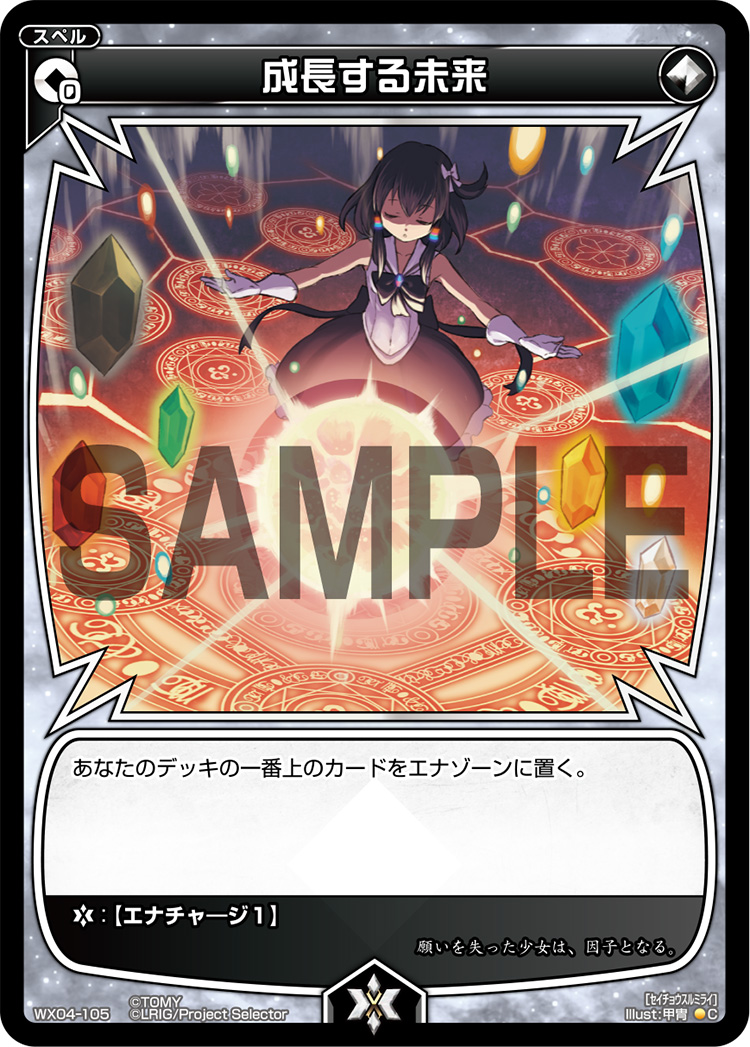 スペル
成長する未来
0
SAMPLE
あなたのデッキの一番上のカードをエナゾーンに置く。
：【エナチャージ１】
願いを失った少女は、因子となる。
WX04-105
©TOMY
©LRIG/Project Selector
[セイチョウスルミライ]
Illust:甲冑 C